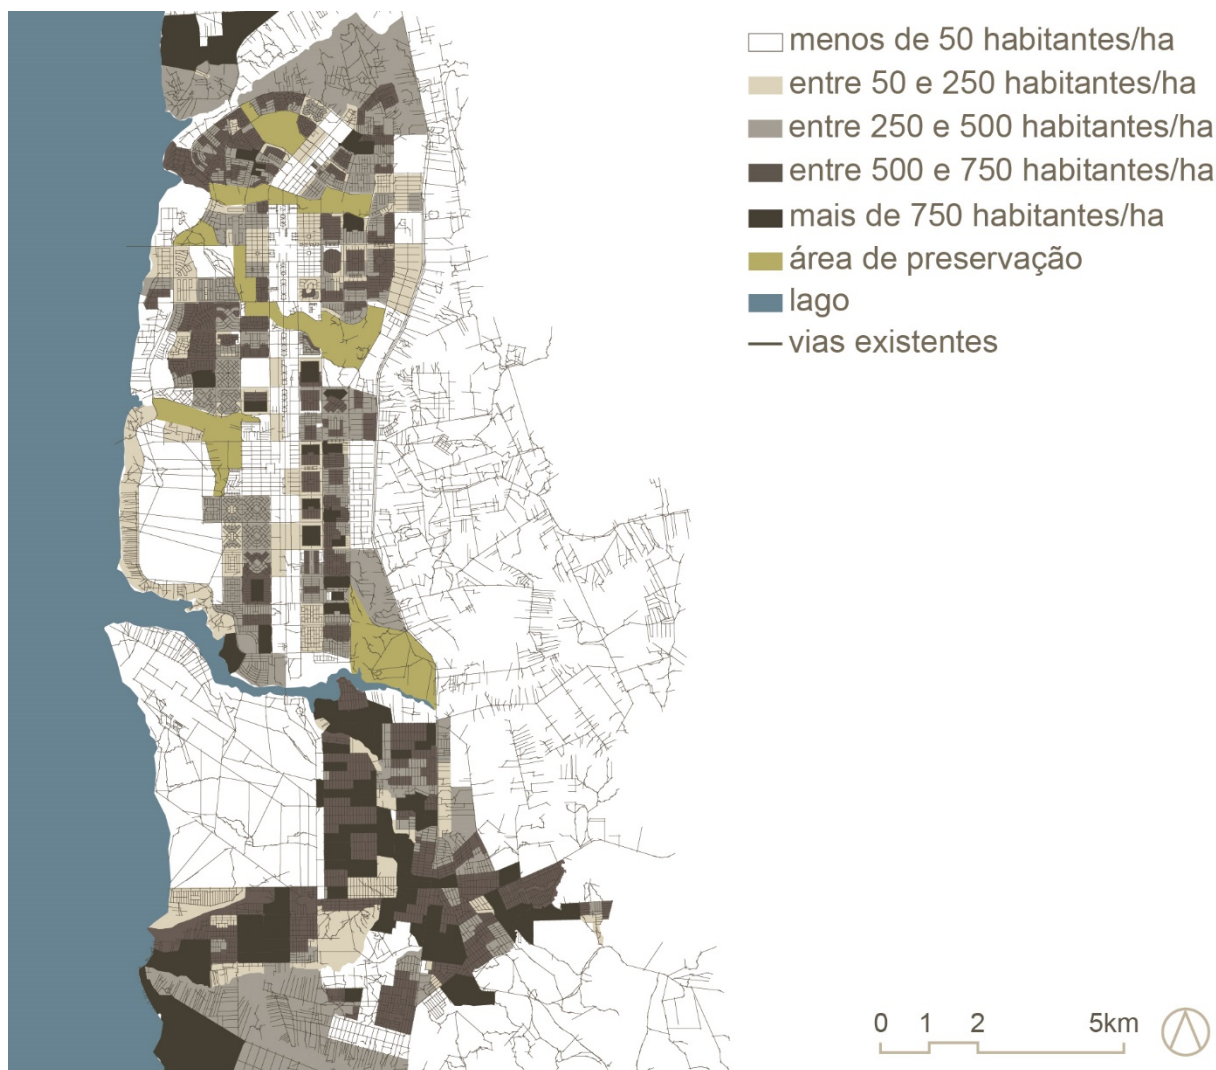 menos de 50 habitantes/ha
entre 50 e 250 habitantes/ha
entre 250 e 500 habitantes/ha
entre 500 e 750 habitantes/ha
mais de 750 habitantes/ha
área de preservação
lago
vias existentes
0 1 2 5km